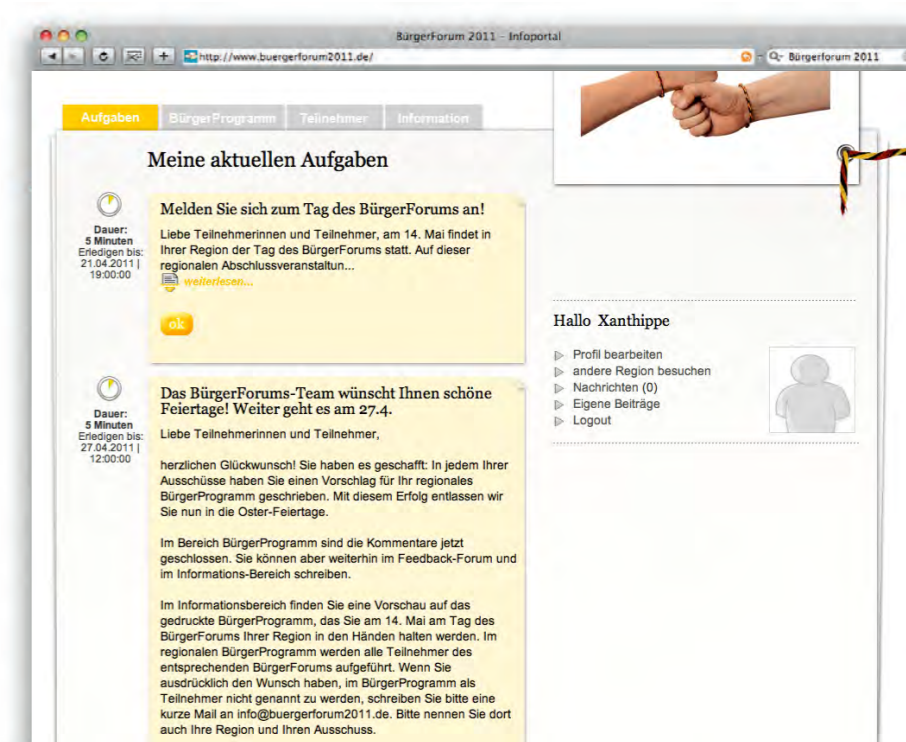 BürgerForum 2011 – Infoportal
http://www.buergerforum2011.de/
Bürgerforum 2011
Aufgaben BürgerProgramm Teilnehmer Information
Meine aktuellen Aufgaben
Dauer:
5 Minuten
Erledigen bis:
21.04.2011 |
19:00:00
Melden Sie sich zum Tag des BürgerForums an!
Liebe Teilnehmerinnen und Teilnehmer, am 14. Mai findet in
Ihrer Region der Tag des BürgerForums statt. Auf dieser
regionalen Abschlussveranstaltun...
weiterlesen...
ok
Dauer:
5 Minuten
Erledigen bis:
27.04.2011 |
12:00:00
Das BürgerForums-Team wünscht Ihnen schöne
Feiertage! Weiter geht es am 27.4.
Liebe Teilnehmerinnen und Teilnehmer,
herzlichen Glückwunsch! Sie haben es geschafft: In jedem Ihrer
Ausschüsse haben Sie einen Vorschlag für Ihr regionales
BürgerProgramm geschrieben. Mit diesem Erfolg entlassen wir
Sie nun in die Oster-Feiertage.
Im Bereich BürgerProgramm sind die Kommentare jetzt
geschlossen. Sie können aber weiterhin im Feedback-Forum und
im Informations-Bereich schreiben.
Im Informationsbereich finden Sie eine Vorschau auf das
gedruckte BürgerProgramm, das Sie am 14. Mai am Tag des
BürgerForums Ihrer Region in den Händen halten werden. Im
regionalen BürgerProgramm werden alle Teilnehmer des
entsprechenden BürgerForums aufgeführt. Wenn Sie
ausdrücklich den Wunsch haben, im BürgerProgramm als
Teilnehmer nicht genannt zu werden, schreiben Sie bitte eine
kurze Mail an info@buergerforum2011.de. Bitte nennen Sie dort
auch Ihre Region und Ihren Ausschuss.
Hallo Xanthippe
Profil bearbeiten
andere Region besuchen
Nachrichten (0)
Eigene Beiträge
Logout